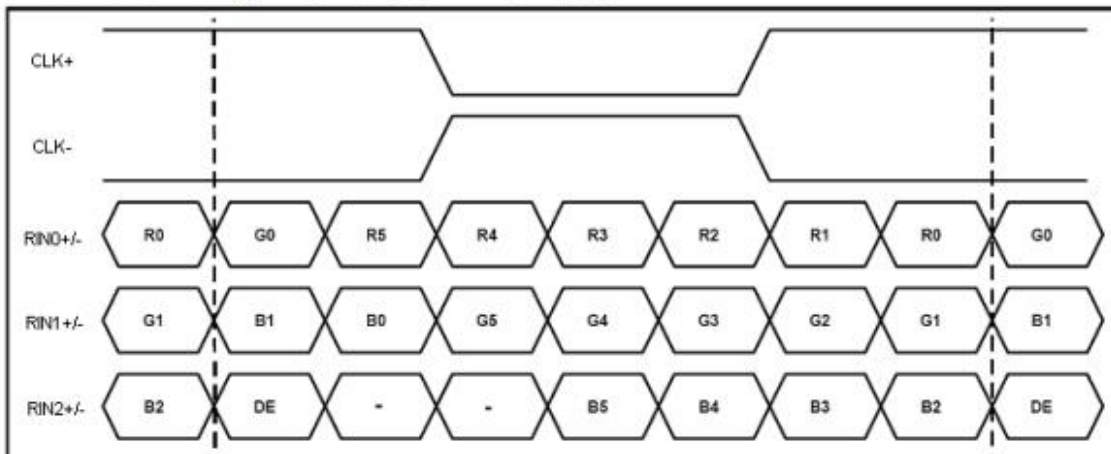 CLK+
CLK-
RIN0+/- R0 G0 R5 R4 R3 R2 R1 R0 G0
RIN1+/- G1 B1 B0 G5 G4 G3 G2 G1 B1
RIN2+/- B2 DE - - B5 B4 B3 B2 DE